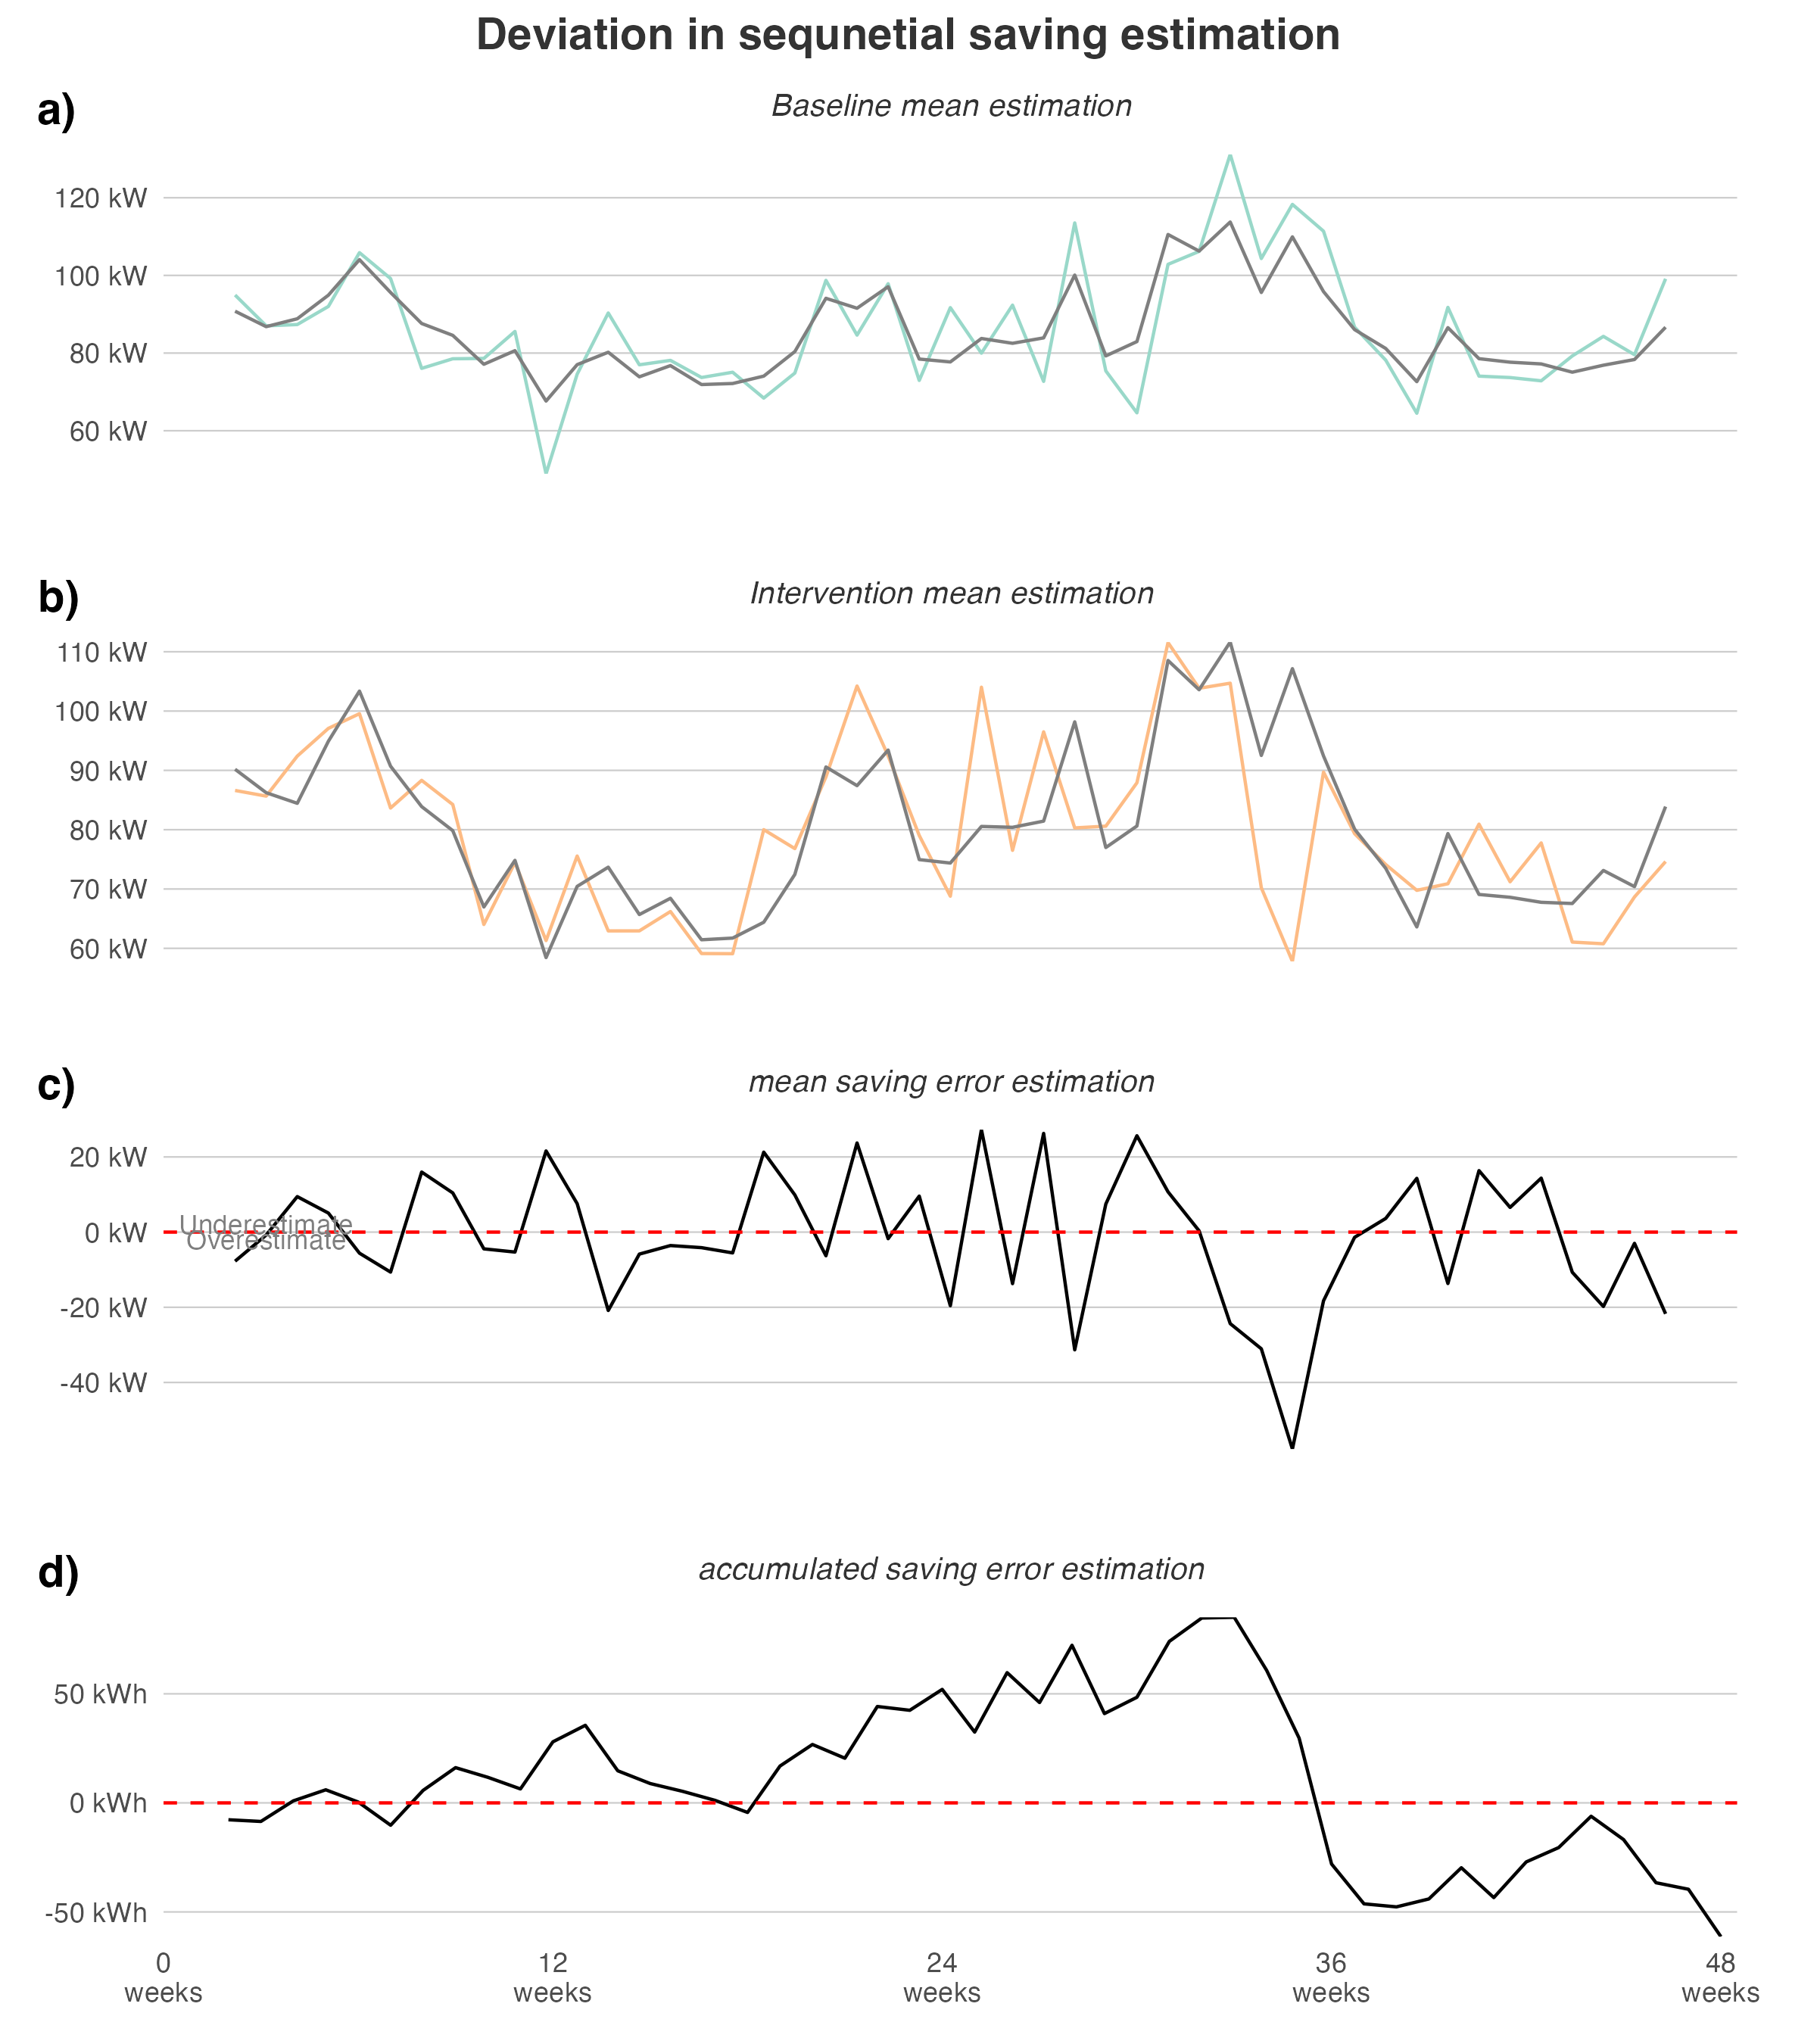 Deviation in sequnetial saving estimation
a)
Baseline mean estimation
120 kW
100 kW
80 kW
60 kW
b)
Intervention mean estimation
110 kW
100 kW
90 kW
80 kW
70 kW
60 kW
c)
mean saving error estimation
20 kW
0 kW
-20 kW
-40 kW
Underestimate
Overestimate
d)
accumulated saving error estimation
50 kWh
0 kWh
-50 kWh
0 weeks
12 weeks
24 weeks
36 weeks
48 weeks